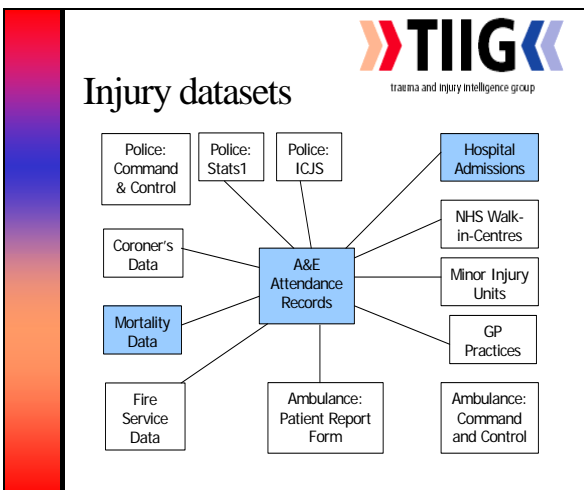 TIIG
trauma and injury intelligence group
Injury datasets
Police:
Command
& Control
Police:
Stats1
Police:
ICJS
Hospital
Admissions
NHS Walk-
in-Centres
Coroner's
Data
A&E
Attendance
Records
Minor Injury
Units
Mortality
Data
GP
Practices
Fire
Service
Data
Ambulance:
Patient Report
Form
Ambulance:
Command
and Control